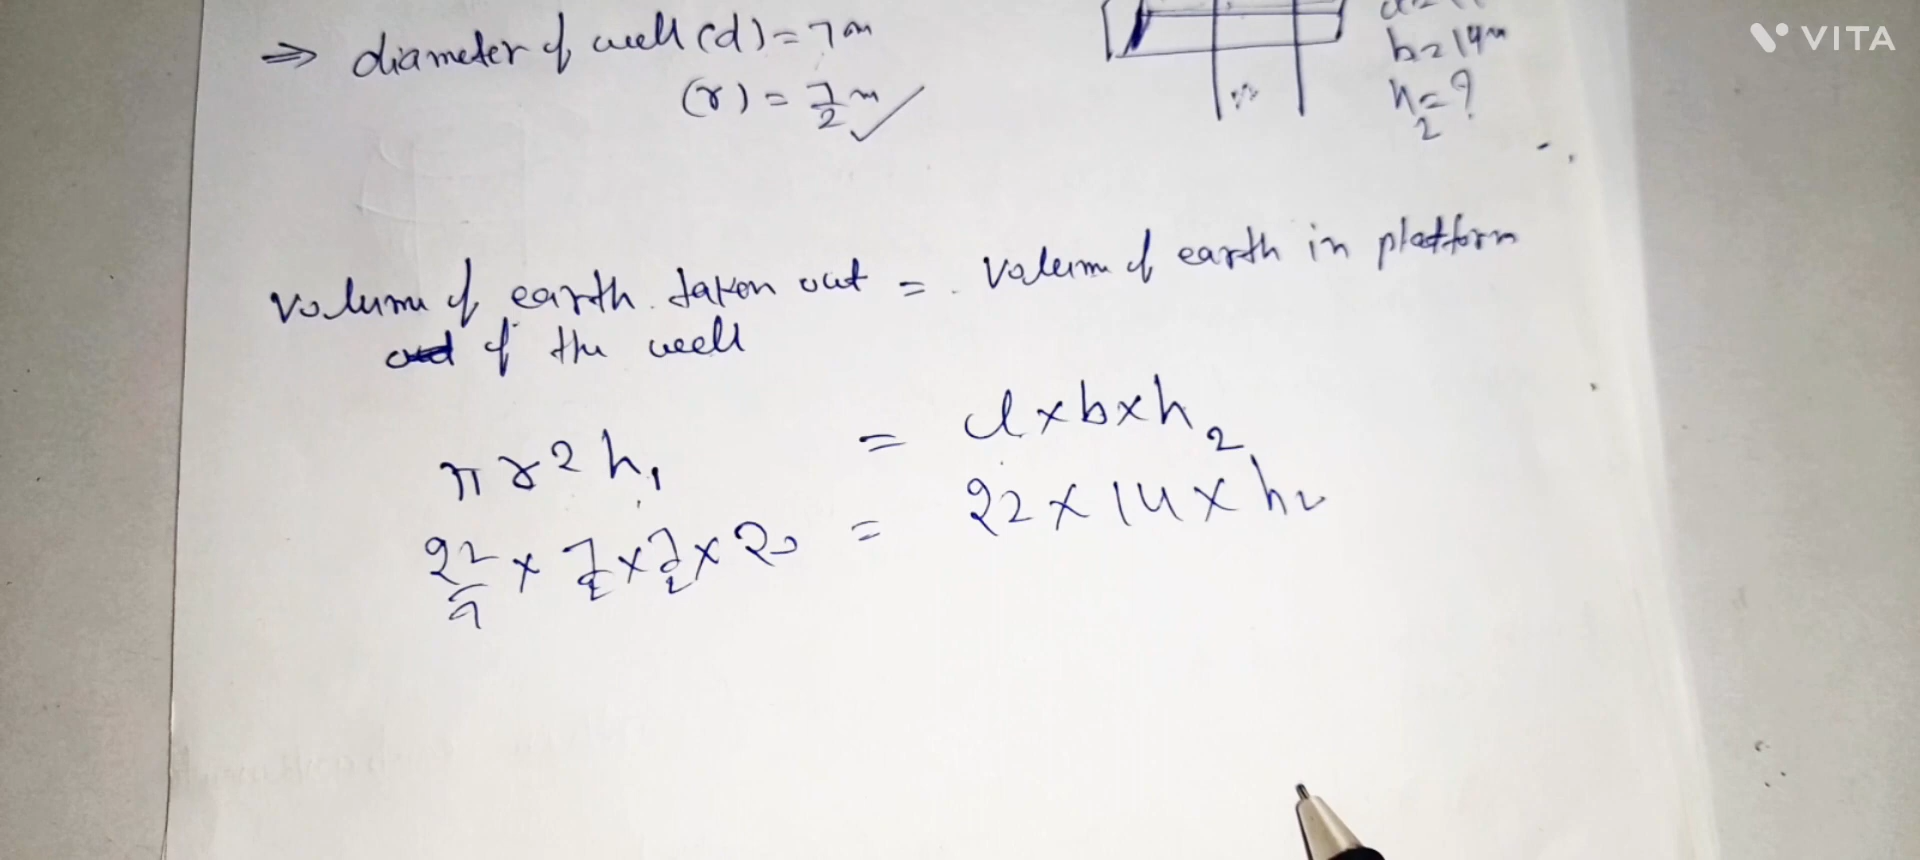 VITA
⇒ diameter of well (d) = 7m
(r) = 7/2 m ✓
b = 14m
h2 = ?
Volume of earth taken out = Volume of earth in platform
of the well
πr2h1 = l×b×h2
22/7 × 7/2 × 7/2 × 20 = 22 × 14 × h2